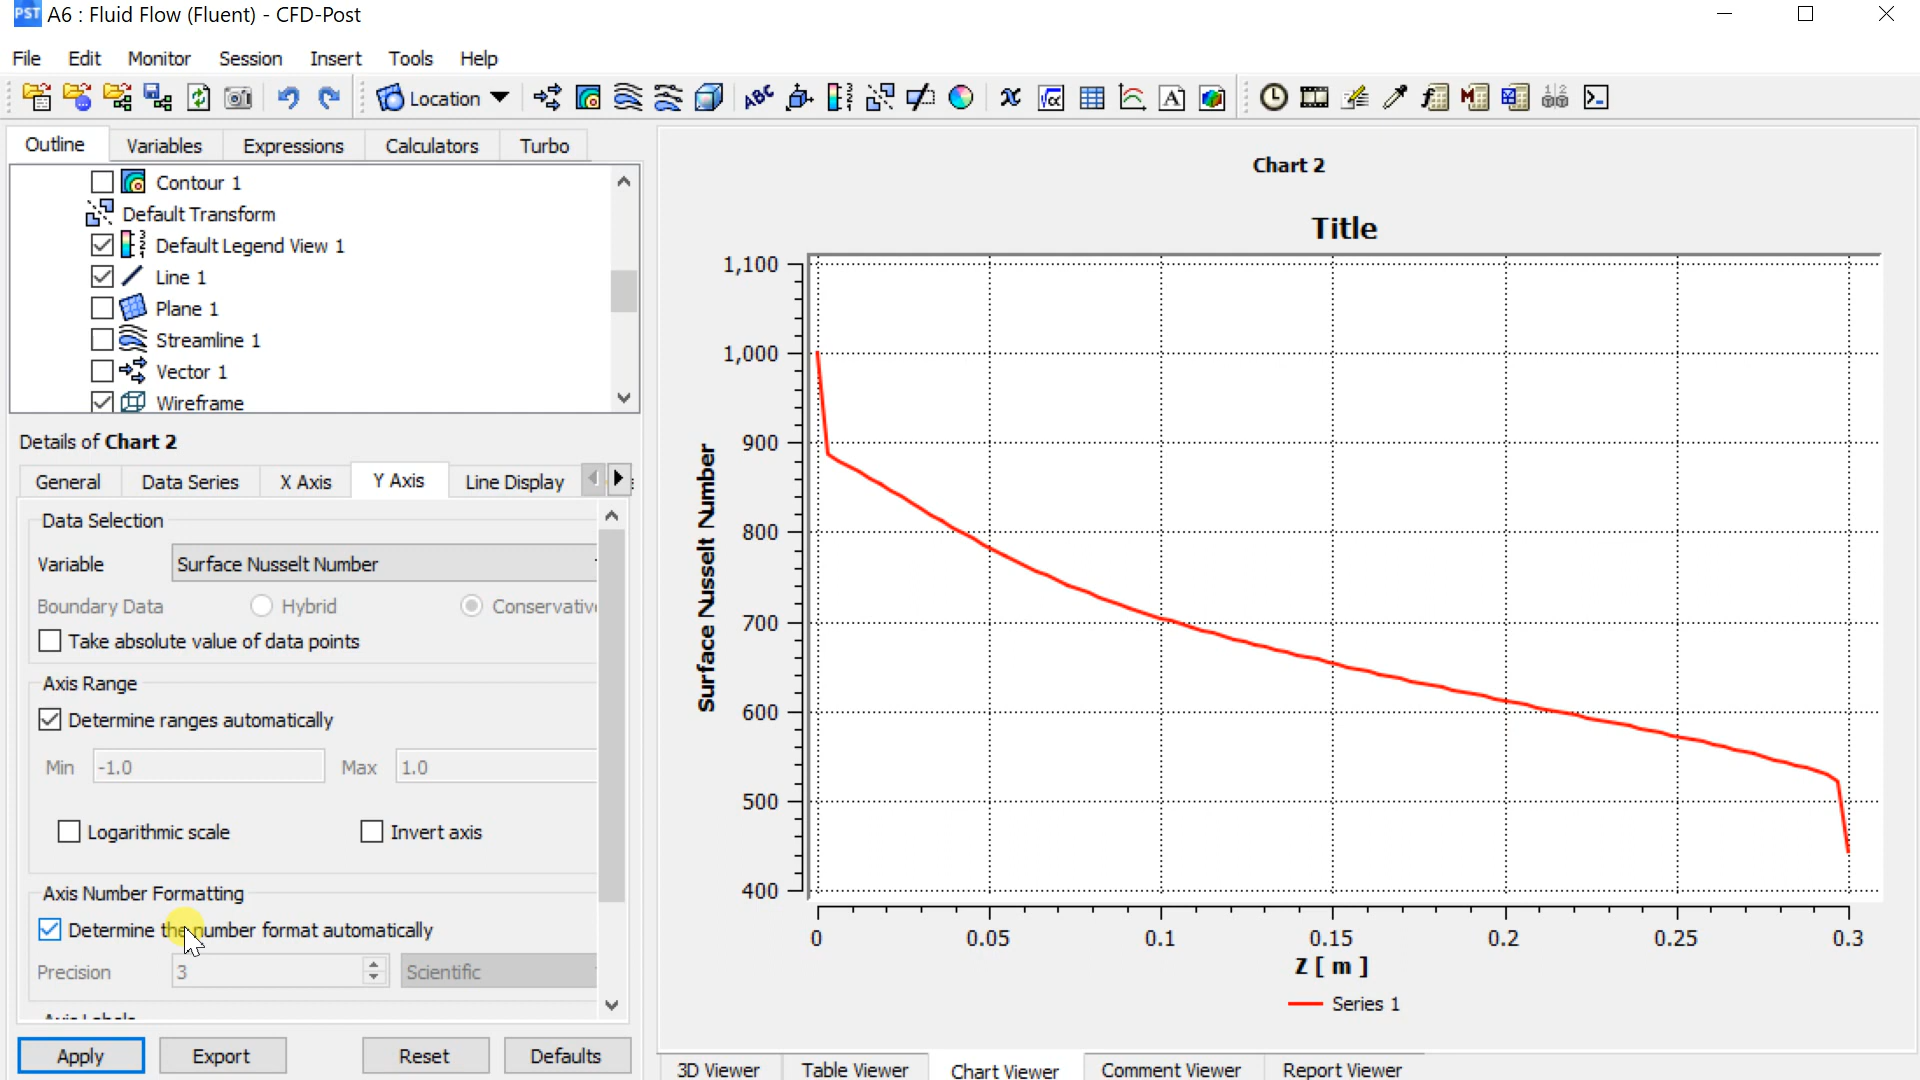 PST A6 : Fluid Flow (Fluent) - CFD-Post
File Edit Monitor Session Insert Tools Help
Location
Outline Variables Expressions Calculators Turbo
Contour 1
Default Transform
Default Legend View 1
Line 1
Plane 1
Streamline 1
Vector 1
Wireframe
Details of Chart 2
General Data Series X Axis Y Axis Line Display
Data Selection
Variable Surface Nusselt Number
Boundary Data Hybrid Conservativ
Take absolute value of data points
Axis Range
Determine ranges automatically
Min -1.0 Max 1.0
Logarithmic scale Invert axis
Axis Number Formatting
Determine the number format automatically
Precision 3 Scientific
Apply Export Reset Defaults
Chart 2
Title
Surface Nusselt Number
1,100
1,000
900
800
700
600
500
400
0 0.05 0.1 0.15 0.2 0.25 0.3
Z [ m ]
Series 1
3D Viewer Table Viewer Chart Viewer Comment Viewer Report Viewer